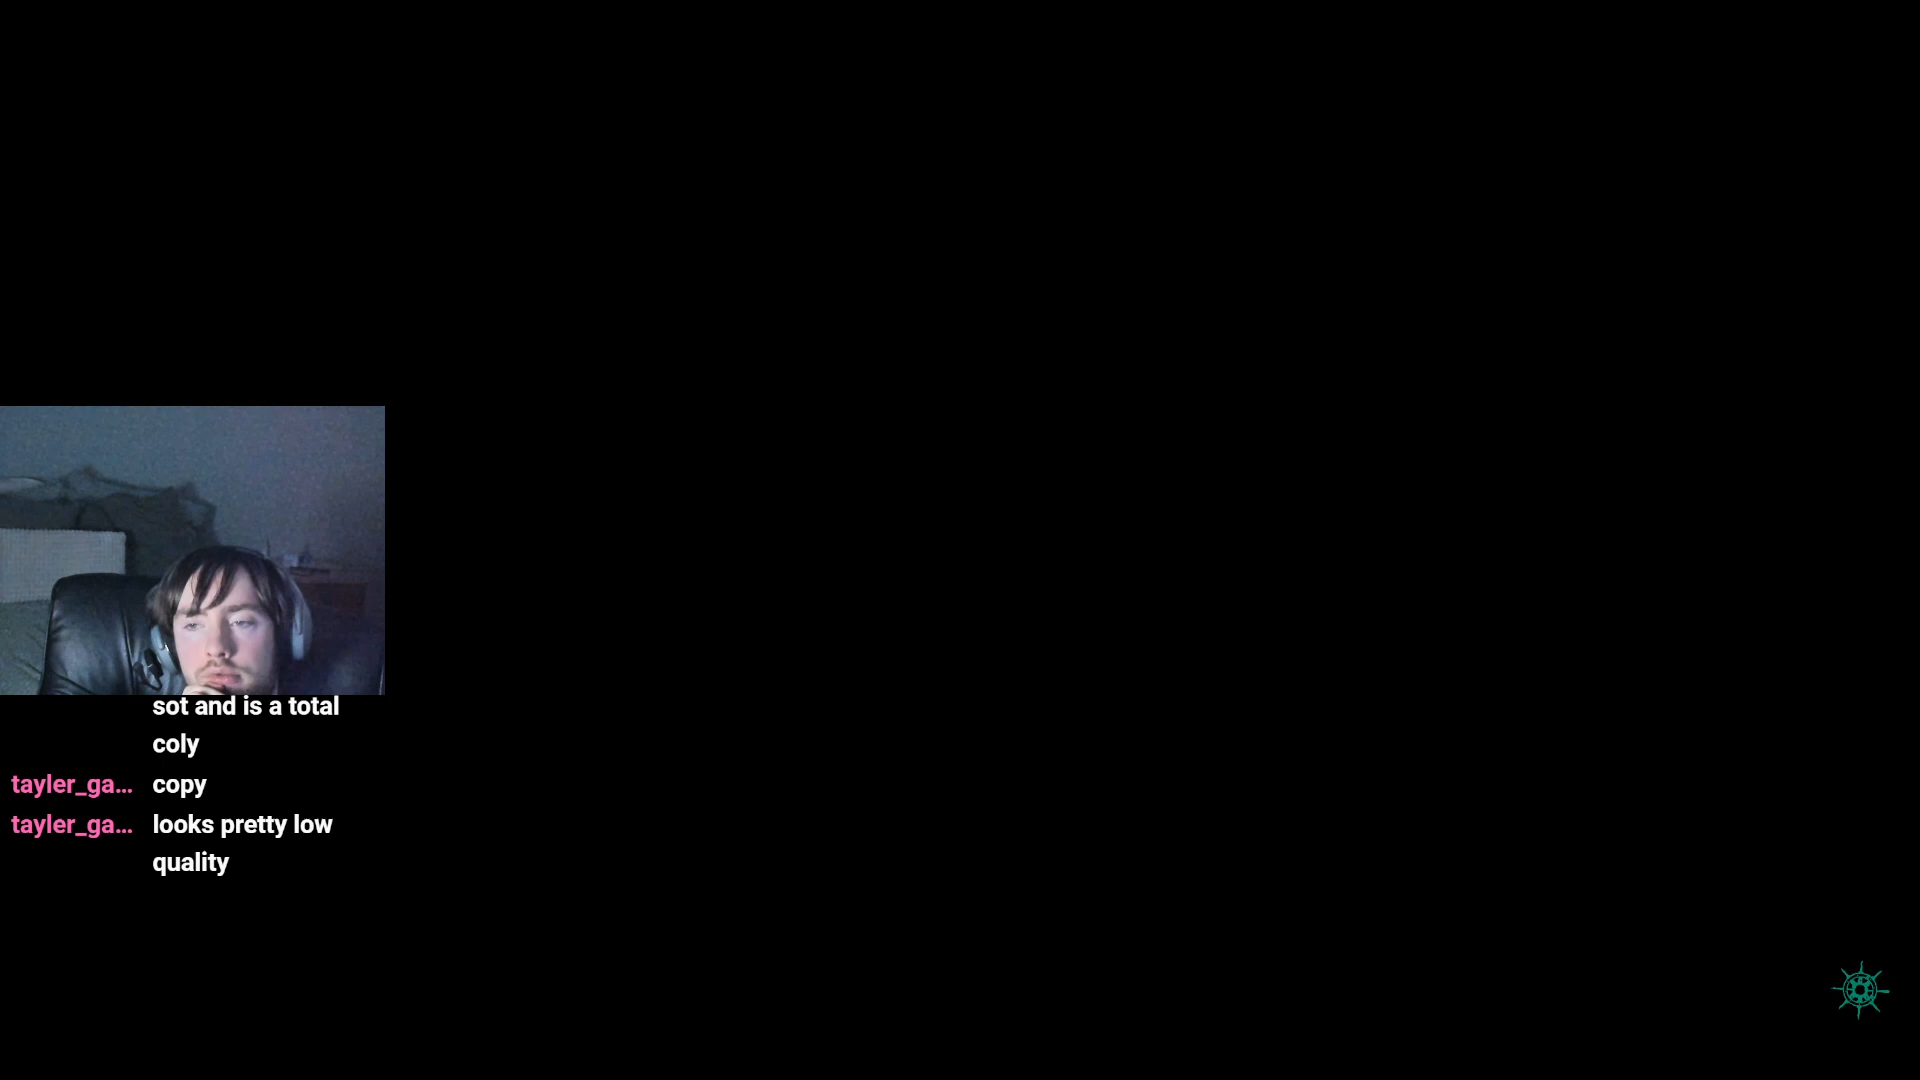 sot and is a total
coly
tayler_ga... copy
tayler_ga... looks pretty low
quality